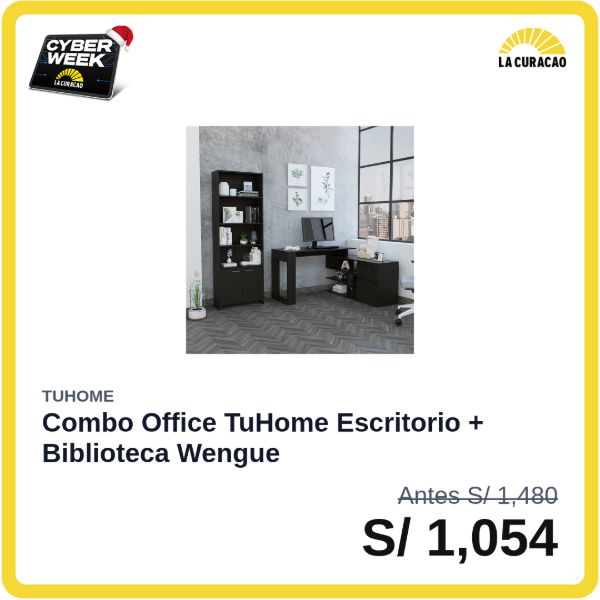 CYBER
WEEK
LA CURACAO
LA CURACAO
TUHOME
Combo Office TuHome Escritorio +
Biblioteca Wengue
Antes S/ 1,480
S/ 1,054